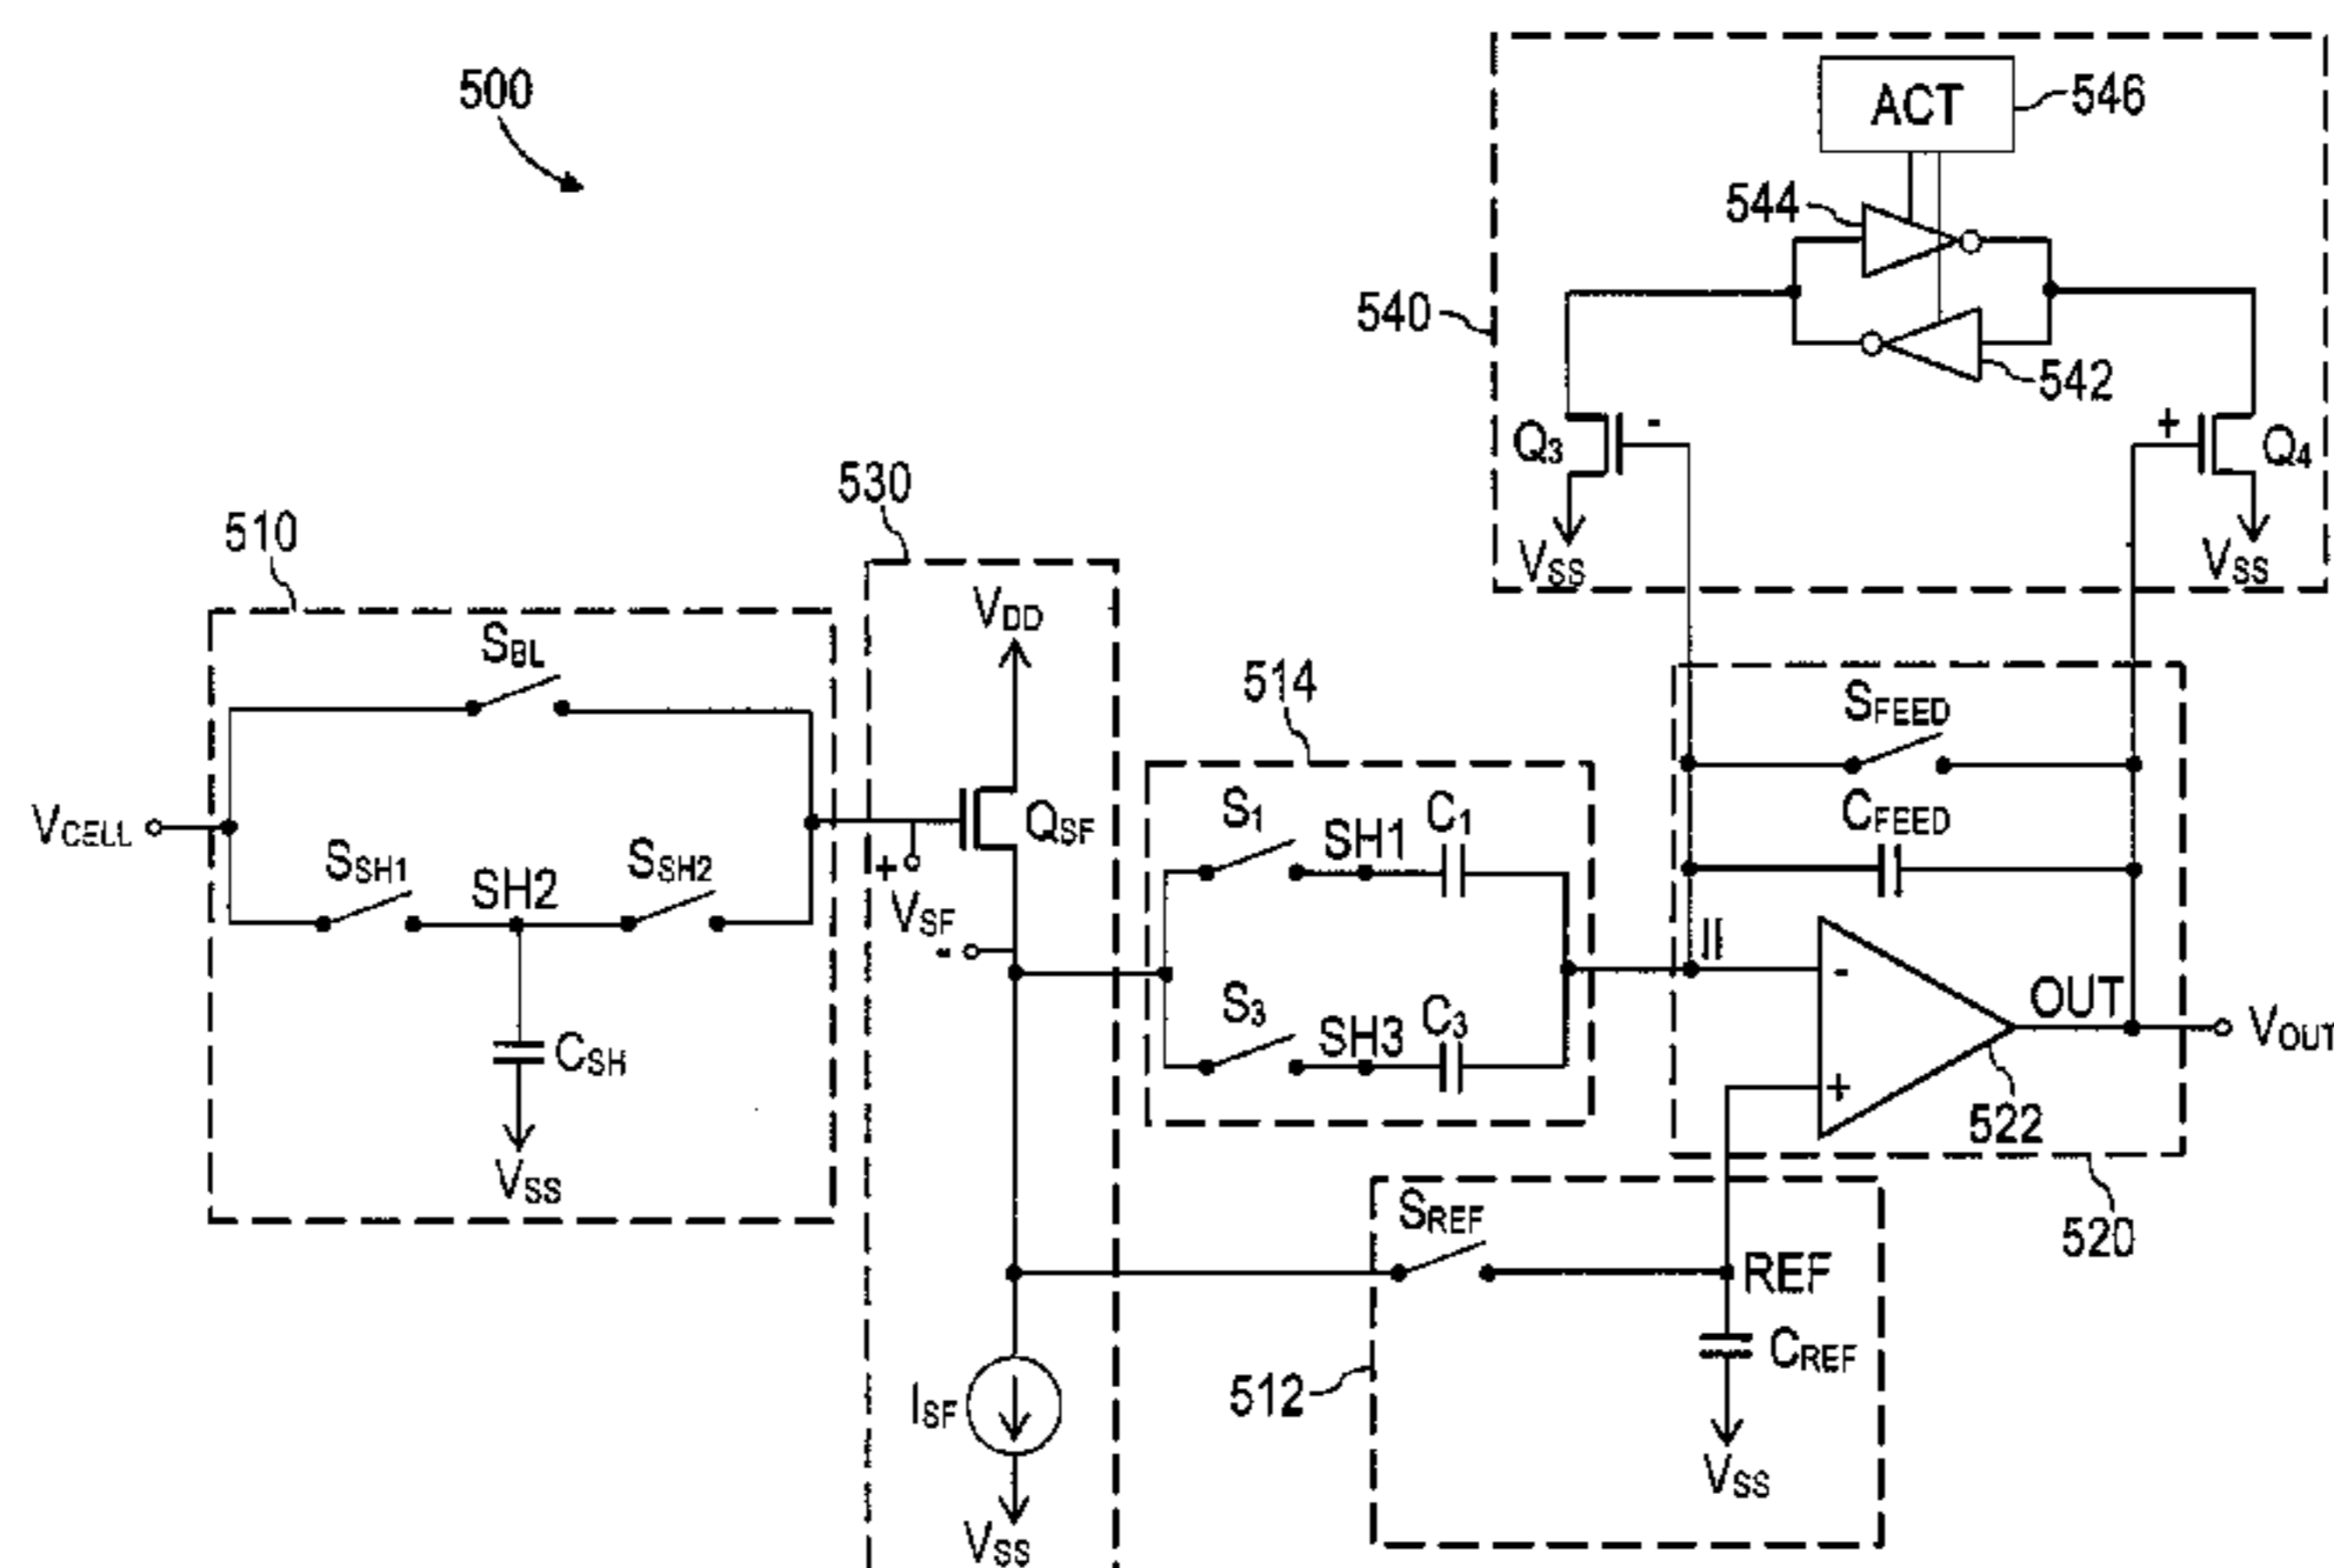 500
ACT
546
544
540
542
Q3
-
+
Q4
VSS
VSS
530
510
VDD
SBL
514
SFEED
VCELL
QSF
S1
SH1
C1
CFEED
SSH1
SH2
SSH2
+
VSF
-
II
-
OUT
VOUT
S3
SH3
C3
CSH
+
522
VSS
SREF
520
REF
CREF
512
ISF
VSS
VSS